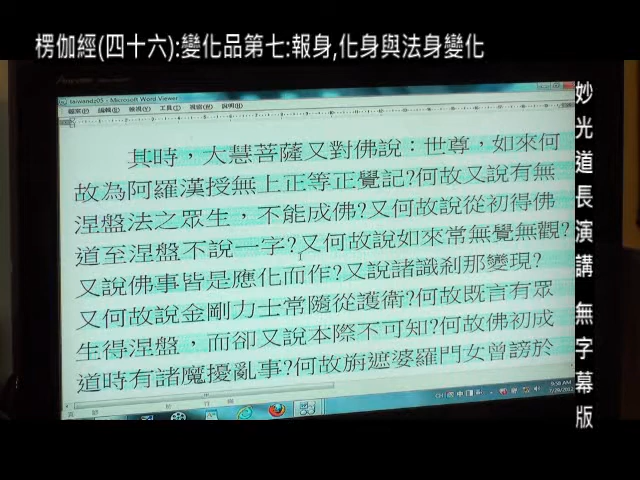 楞伽經(四十六):變化品第七:報身,化身與法身變化
taiwandz05 - Microsoft Word Viewer
其時，大慧菩薩又對佛說：世尊，如來何
故為阿羅漢授無上正等正覺記?何故又說有無
涅盤法之眾生，不能成佛?又何故說從初得佛
道至涅盤不說一字?又何故說如來常無覺無觀?
又說佛事皆是應化而作?又說諸識剎那變現?
又何故說金剛力士常隨從護衛?何故既言有眾
生得涅盤，而卻又說本際不可知?何故佛初成
道時有諸魔擾亂事?何故旃遮婆羅門女曾謗於
9:58 AM
妙光道長演講 無字幕版